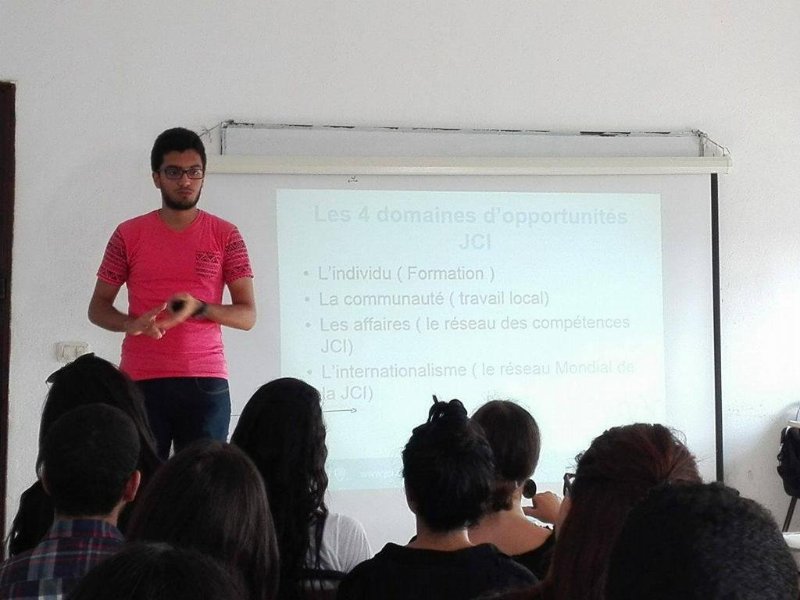 Les 4 domaines d'opportunités
JCI
• L'individu ( Formation )
• La communauté ( travail local)
• Les affaires ( le réseau des compétences
JCI)
• L'internationalisme ( le réseau Mondial de
la JCI)